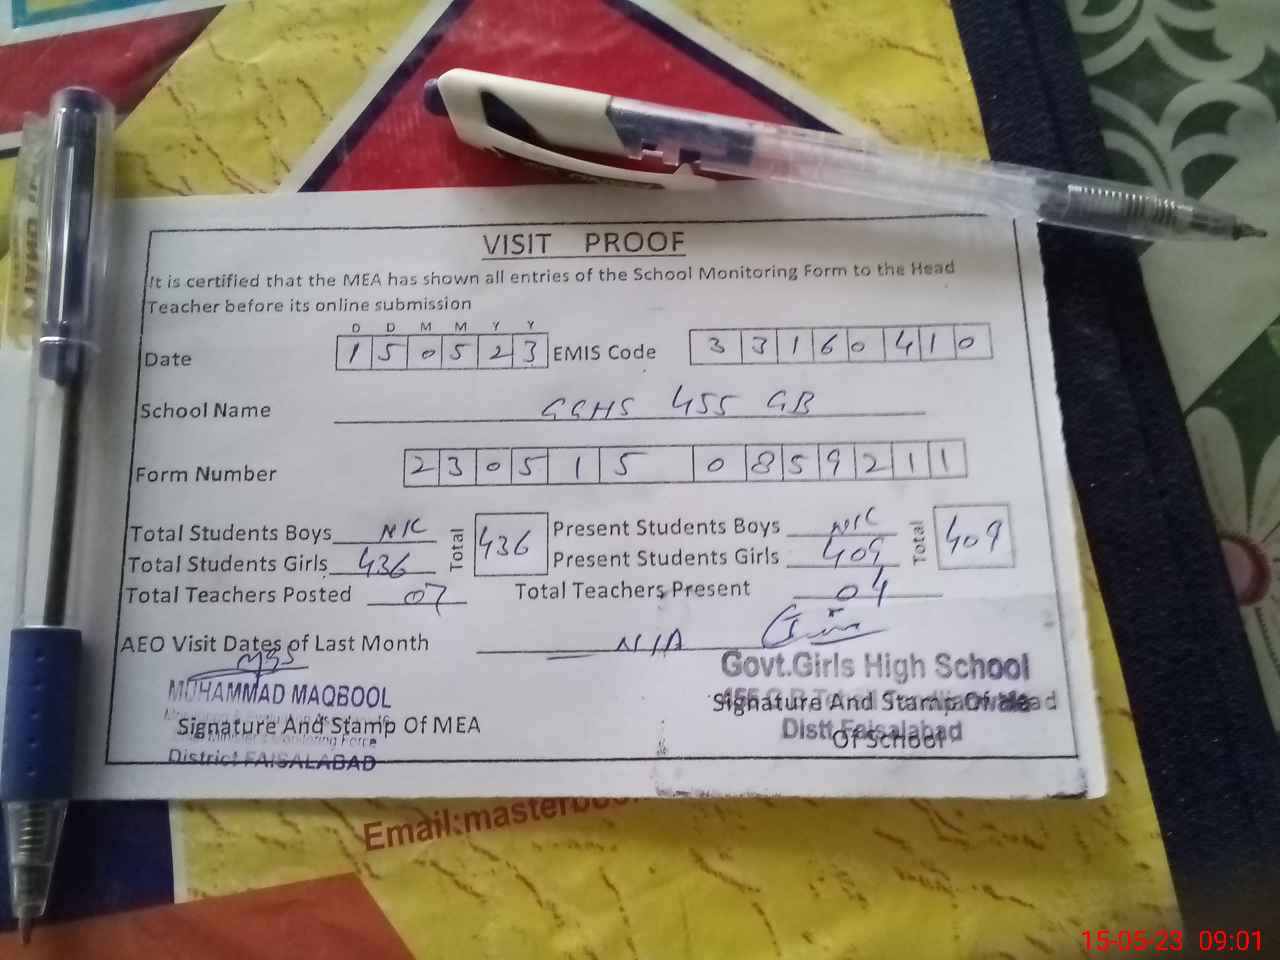 VISIT PROOF
It is certified that the MEA has shown all entries of the School Monitoring Form to the Head
Teacher before its online submission
D D M M Y Y
Date 1 5 0 5 2 3 EMIS Code 3 3 1 6 0 4 1 0
School Name GGHS 455 GB
Form Number 2 3 0 5 1 5 0 8 5 9 2 1 1
Total Students Boys NIL Total 436 Present Students Boys NIL Total 409
Total Students Girls 436 Present Students Girls 409
Total Teachers Posted 07 Total Teachers Present 04
AEO Visit Dates of Last Month N/A
Govt.Girls High School
MUHAMMAD MAQBOOL
Signature And Stamp Of Head
Signature And Stamp Of MEA
Distt Faisalabad
Of School
Monitoring Force
District FAISALABAD
Email:master
15-05-23 09:01